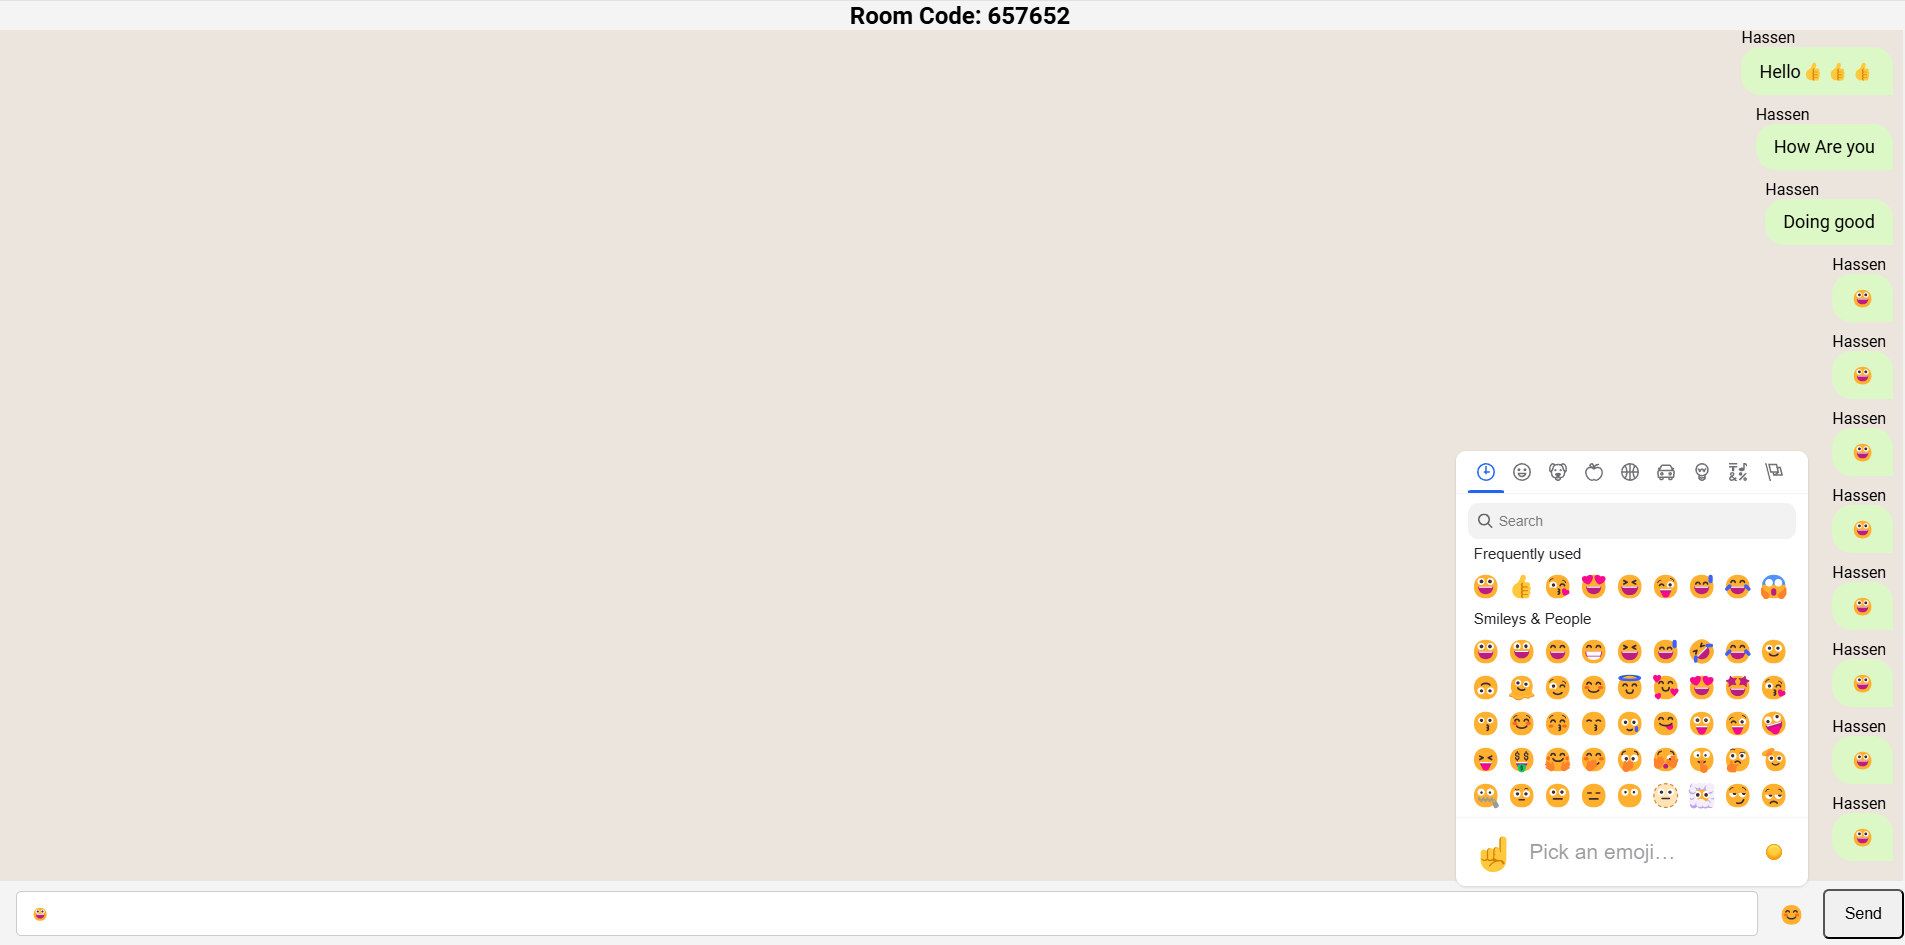 Room Code: 657652
Hassen
Hello👍 👍 👍
Hassen
How Are you
Hassen
Doing good
Hassen
😀
Hassen
😀
Hassen
😀
Hassen
😀
Hassen
😀
Hassen
😀
Hassen
😀
Hassen
😀
Search
Frequently used
Smileys & People
Pick an emoji…
😀
Send